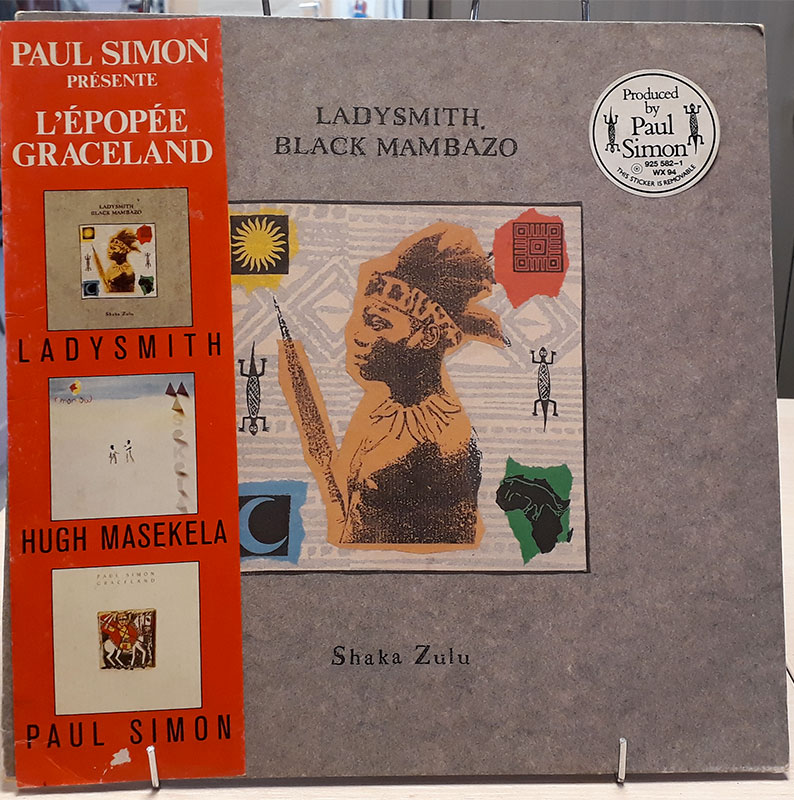 PAUL SIMON
PRÉSENTE
L'ÉPOPÉE
GRACELAND
LADYSMITH
BLACK MAMBAZO
Shaka Zulu
LADYSMITH
MASEKELA
HUGH MASEKELA
PAUL SIMON
GRACELAND
PAUL SIMON
LADYSMITH
BLACK MAMBAZO
Shaka Zulu
Produced
by
Paul
Simon
925 582-1
℗ WX 94
THIS STICKER IS REMOVABLE